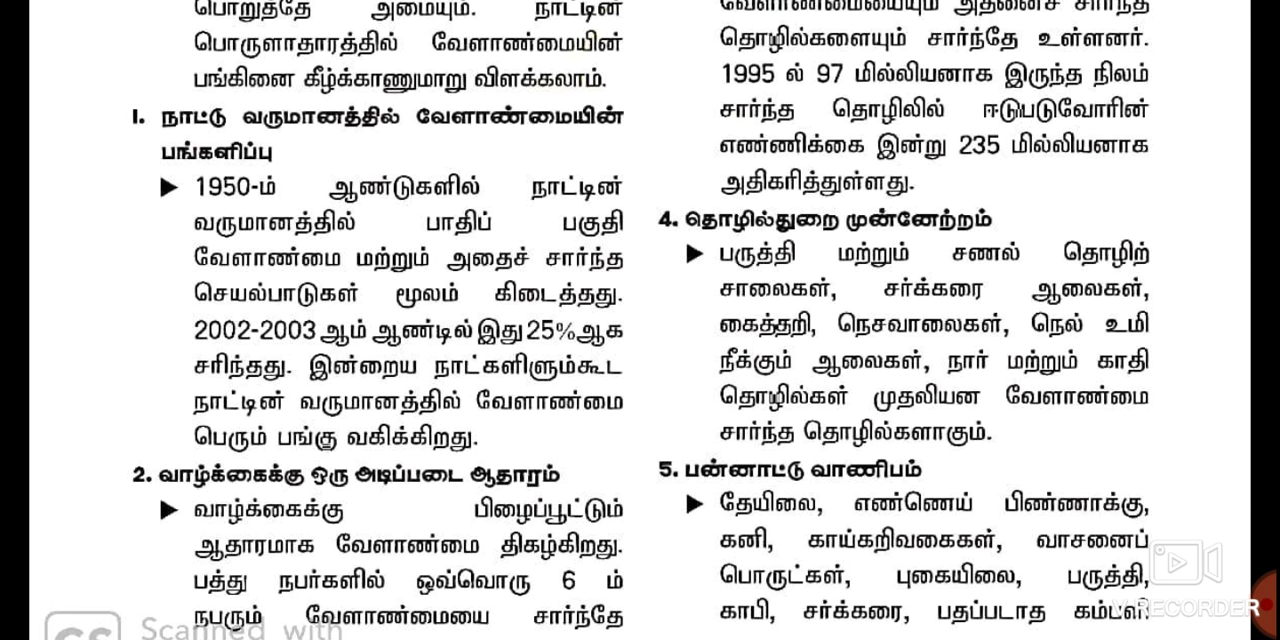 பொறுத்தே அமையும். நாட்டின்
பொருளாதாரத்தில் வேளாண்மையின்
பங்கினை கீழ்க்காணுமாறு விளக்கலாம்.
1. நாட்டு வருமானத்தில் வேளாண்மையின்
பங்களிப்பு
▶ 1950-ம் ஆண்டுகளில் நாட்டின்
வருமானத்தில் பாதிப் பகுதி
வேளாண்மை மற்றும் அதைச் சார்ந்த
செயல்பாடுகள் மூலம் கிடைத்தது.
2002-2003 ஆம் ஆண்டில் இது 25%ஆக
சரிந்தது. இன்றைய நாட்களிளும்கூட
நாட்டின் வருமானத்தில் வேளாண்மை
பெரும் பங்கு வகிக்கிறது.
2. வாழ்க்கைக்கு ஒரு அடிப்படை ஆதாரம்
▶ வாழ்க்கைக்கு பிழைப்பூட்டும்
ஆதாரமாக வேளாண்மை திகழ்கிறது.
பத்து நபர்களில் ஒவ்வொரு 6 ம்
நபரும் வேளாண்மையை சார்ந்தே
வேளாண்மையையும் அதனைச் சார்ந்த
தொழில்களையும் சார்ந்தே உள்ளனர்.
1995 ல் 97 மில்லியனாக இருந்த நிலம்
சார்ந்த தொழிலில் ஈடுபடுவோரின்
எண்ணிக்கை இன்று 235 மில்லியனாக
அதிகரித்துள்ளது.
4. தொழில்துறை முன்னேற்றம்
▶ பருத்தி மற்றும் சணல் தொழிற்
சாலைகள், சர்க்கரை ஆலைகள்,
கைத்தறி, நெசவாலைகள், நெல் உமி
நீக்கும் ஆலைகள், நார் மற்றும் காதி
தொழில்கள் முதலியன வேளாண்மை
சார்ந்த தொழில்களாகும்.
5. பன்னாட்டு வாணிபம்
▶ தேயிலை, எண்ணெய் பிண்ணாக்கு,
கனி, காய்கறிவகைகள், வாசனைப்
பொருட்கள், புகையிலை, பருத்தி,
காபி, சர்க்கரை, பதப்படாத கம்பளி
CS Scanned with
V RECORDER